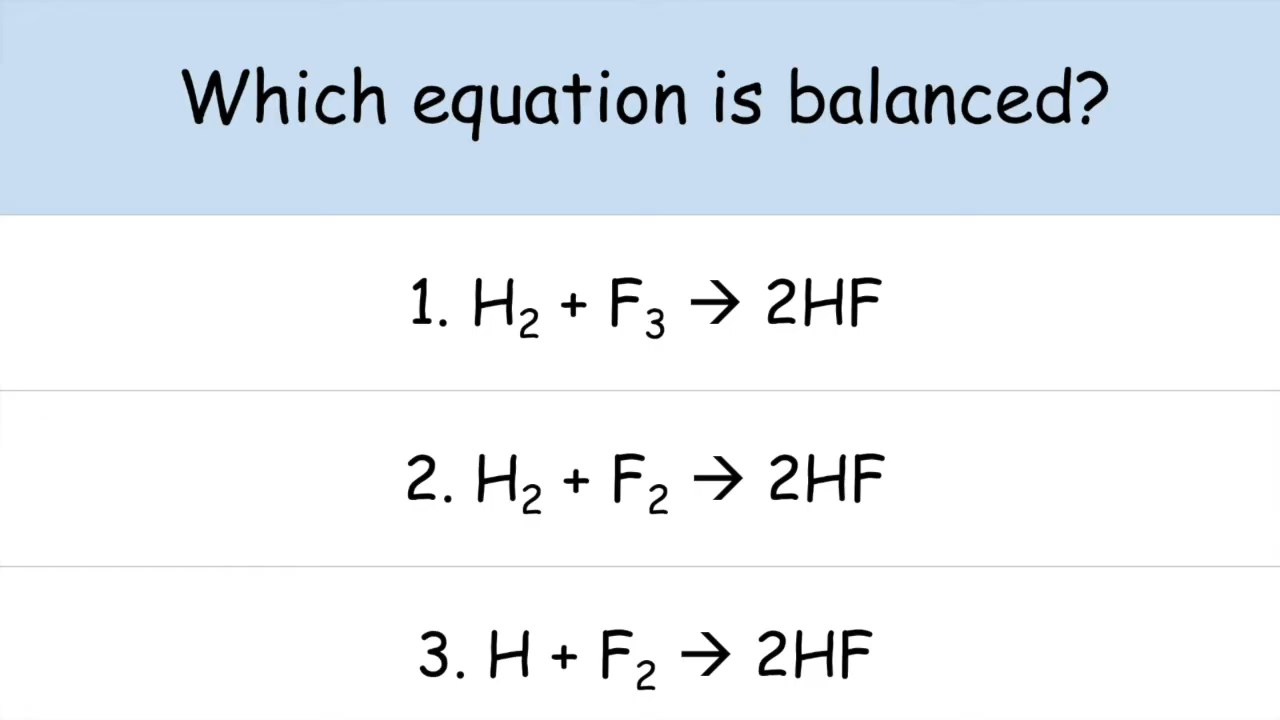 Which equation is balanced?
1. H₂ + F₃ → 2HF
2. H₂ + F₂ → 2HF
3. H + F₂ → 2HF